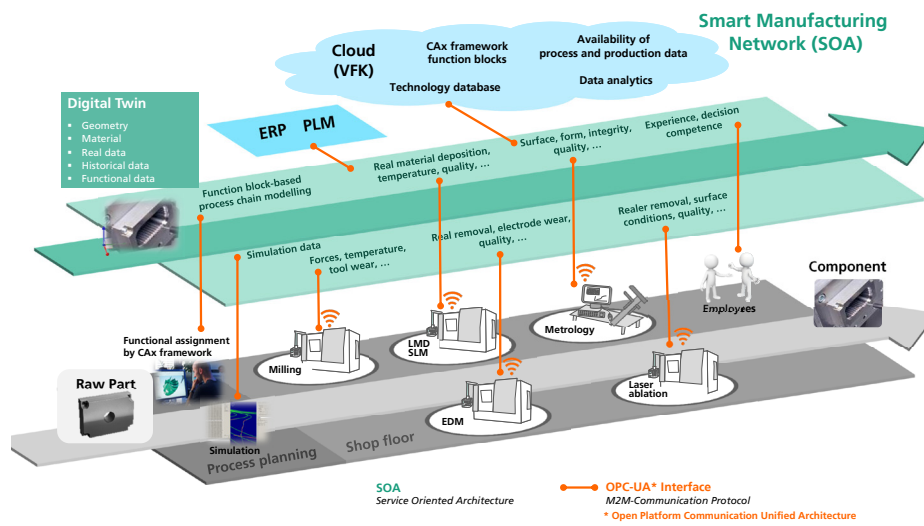 Smart Manufacturing
Network (SOA)
Cloud
(VFK)
CAx framework
function blocks
Availability of
process and production data
Technology database
Data analytics
Digital Twin
Geometry
Material
Real data
Historical data
Functional data
ERP PLM
Function block-based
process chain modelling
Real material deposition,
temperature, quality, …
Surface, form, integrity,
quality, …
Experience, decision
competence
Simulation data
Forces, temperature,
tool wear, …
Real removal, electrode wear,
quality, …
Realer removal, surface
conditions, quality, …
Component
Employees
Functional assignment
by CAx framework
Milling
LMD
SLM
Metrology
Raw Part
Simulation
EDM
Laser
ablation
Process planning
Shop floor
SOA
Service Oriented Architecture
OPC-UA* Interface
M2M-Communication Protocol
* Open Platform Communication Unified Architecture